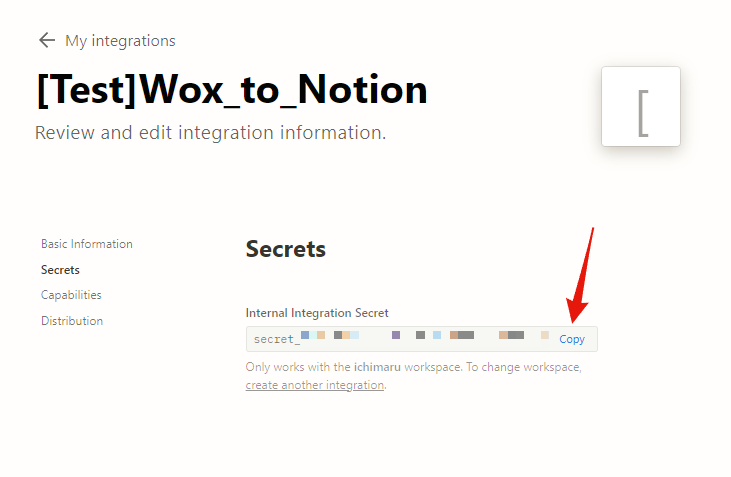 My integrations
[Test]Wox_to_Notion
Review and edit integration information.
[
Basic Information
Secrets
Capabilities
Distribution
Secrets
Internal Integration Secret
secret_
Copy
Only works with the ichimaru workspace. To change workspace,
create another integration.